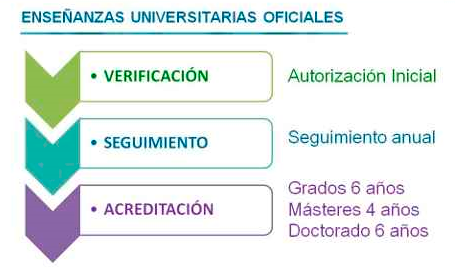 ENSEÑANZAS UNIVERSITARIAS OFICIALES
• VERIFICACIÓN
Autorización Inicial
• SEGUIMIENTO
Seguimiento anual
• ACREDITACIÓN
Grados 6 años
Másteres 4 años
Doctorado 6 años